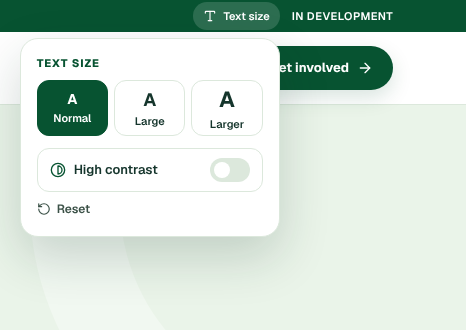 Text size
IN DEVELOPMENT
TEXT SIZE
A
Normal
A
Large
A
Larger
et involved
High contrast
Reset